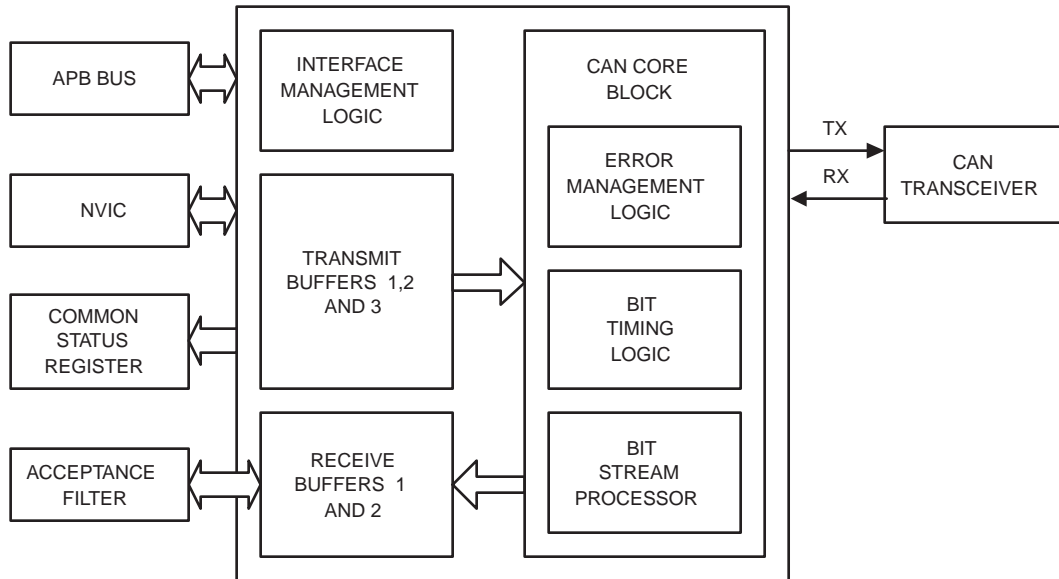 APB BUS
NVIC
COMMON
STATUS
REGISTER
ACCEPTANCE
FILTER
INTERFACE
MANAGEMENT
LOGIC
TRANSMIT
BUFFERS 1,2
AND 3
RECEIVE
BUFFERS 1
AND 2
CAN CORE
BLOCK
ERROR
MANAGEMENT
LOGIC
BIT
TIMING
LOGIC
BIT
STREAM
PROCESSOR
TX
RX
CAN
TRANSCEIVER